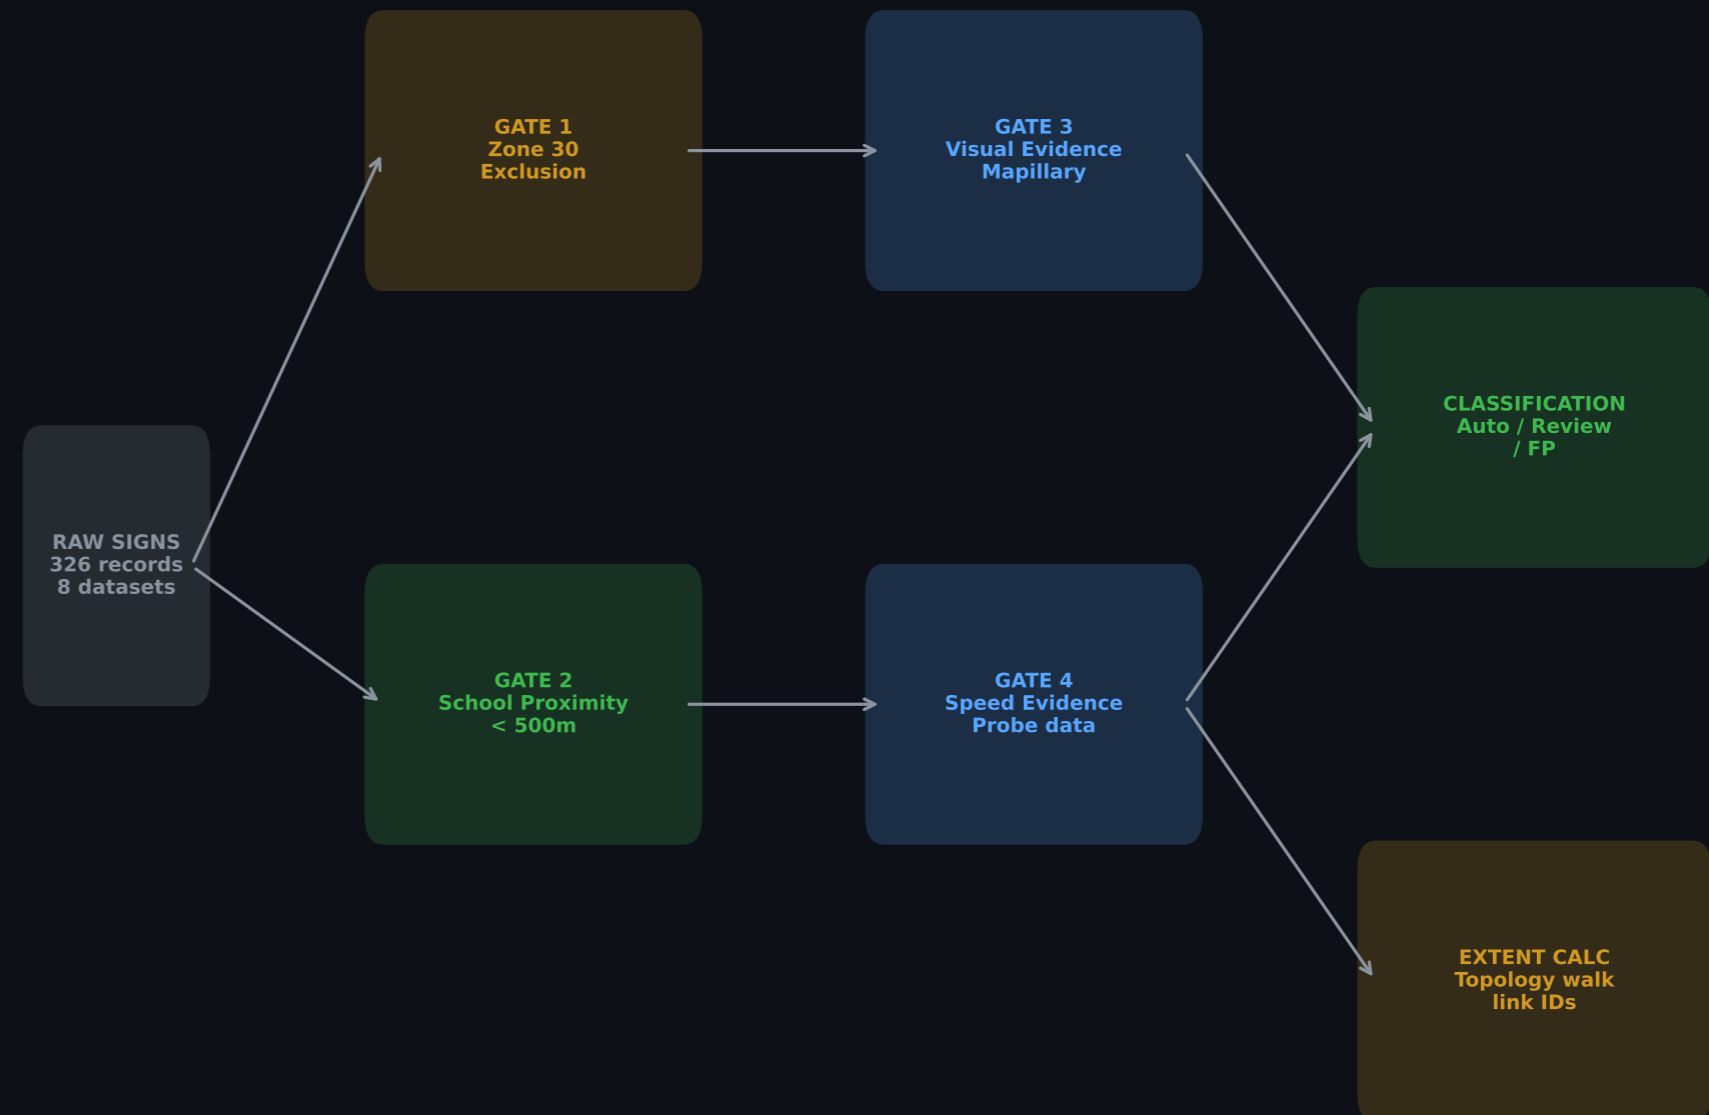 GATE 1
Zone 30
Exclusion
GATE 3
Visual Evidence
Mapillary
CLASSIFICATION
Auto / Review
/ FP
RAW SIGNS
326 records
8 datasets
GATE 2
School Proximity
< 500m
GATE 4
Speed Evidence
Probe data
EXTENT CALC
Topology walk
link IDs